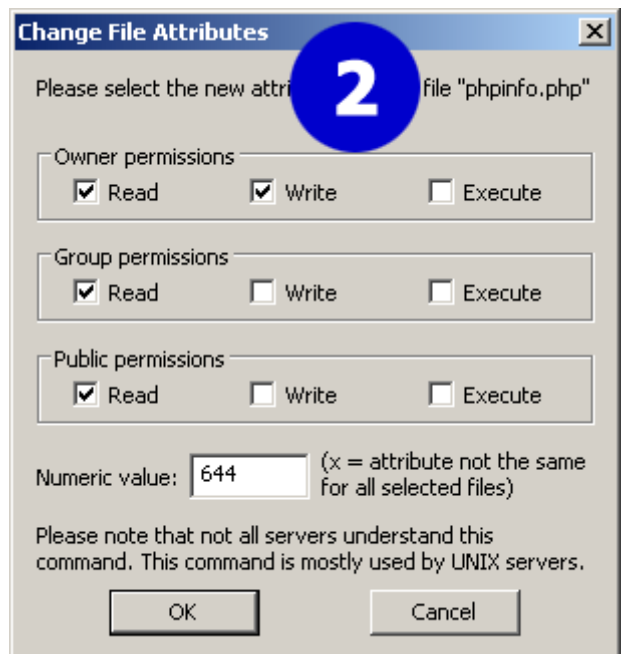 Change File Attributes
2
Please select the new attri file "phpinfo.php"
Owner permissions
Read Write Execute
Group permissions
Read Write Execute
Public permissions
Read Write Execute
Numeric value: 644 (x = attribute not the same
for all selected files)
Please note that not all servers understand this
command. This command is mostly used by UNIX servers.
OK Cancel